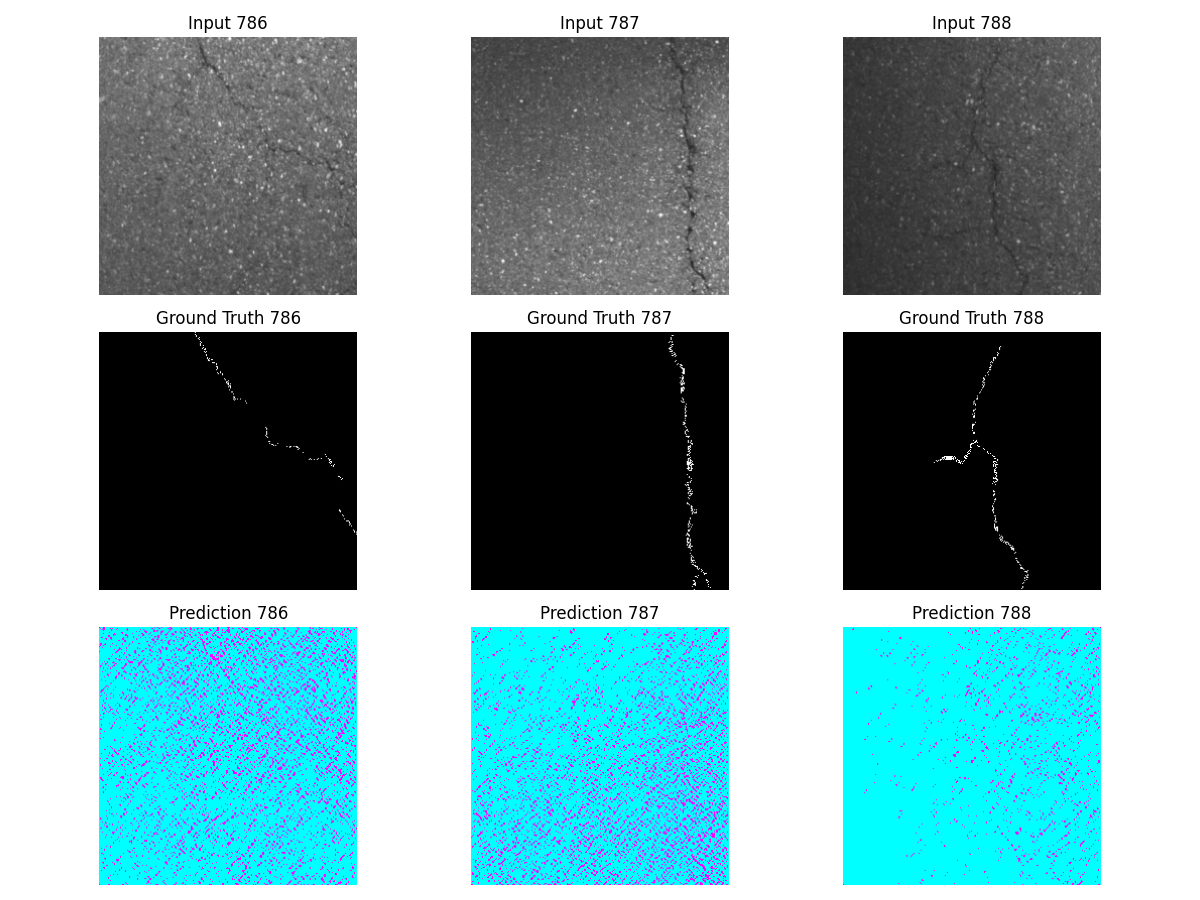 Input 786
Input 787
Input 788
Ground Truth 786
Ground Truth 787
Ground Truth 788
Prediction 786
Prediction 787
Prediction 788